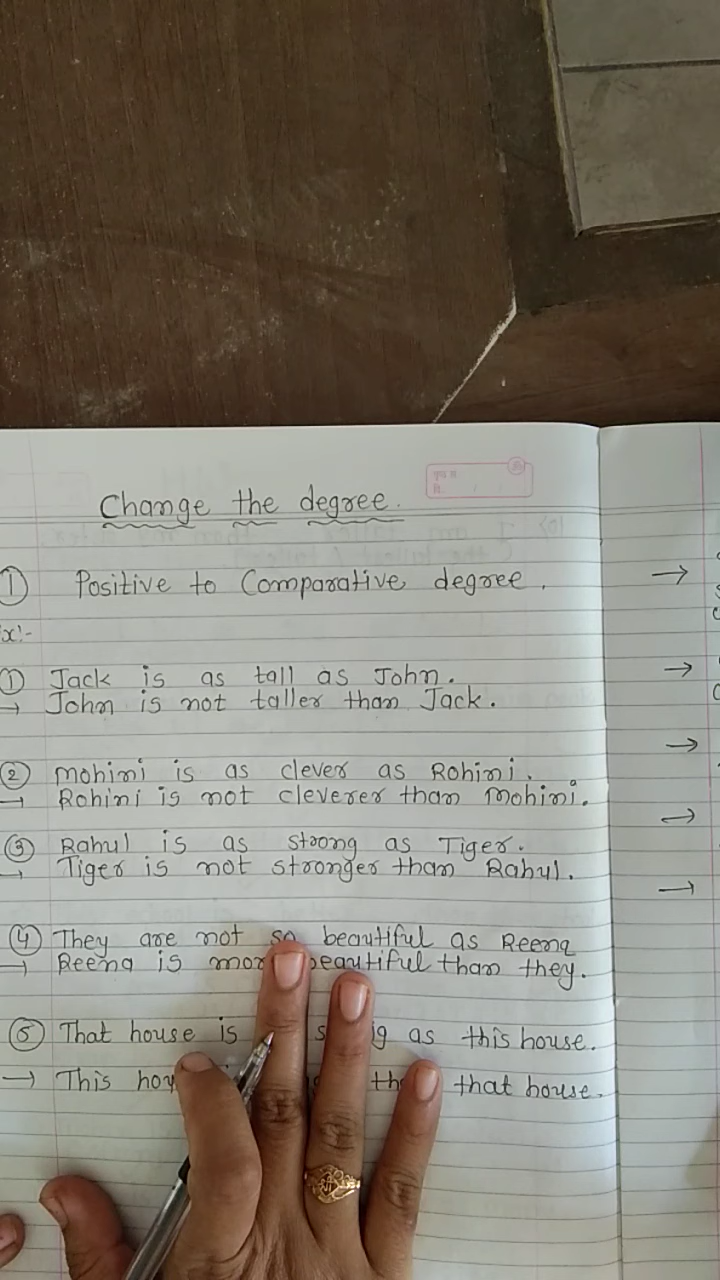 Change the degree.
① Positive to Comparative degree. →
Ex:-
① Jack is as tall as John. →
→ John is not taller than Jack.
② Mohini is as clever as Rohini.
→ Rohini is not cleverer than Mohini.
③ Rahul is as strong as Tiger.
→ Tiger is not stronger than Rahul.
④ They are not so beautiful as Reena
→ Reena is more beautiful than they.
⑤ That house is as this house.
→ This that house.